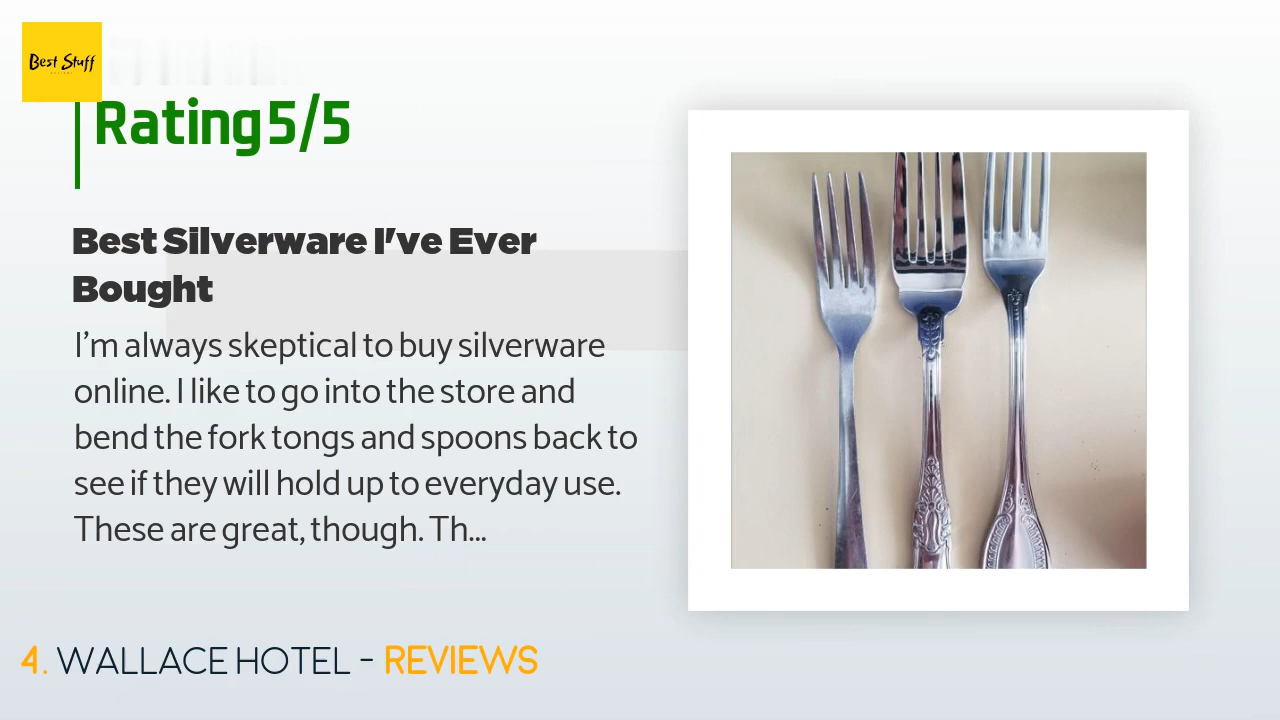 Best Stuff
Rating 5/5
Best Silverware I've Ever
Bought
I'm always skeptical to buy silverware
online. I like to go into the store and
bend the fork tongs and spoons back to
see if they will hold up to everyday use.
These are great, though. Th...
4. WALLACE HOTEL - REVIEWS